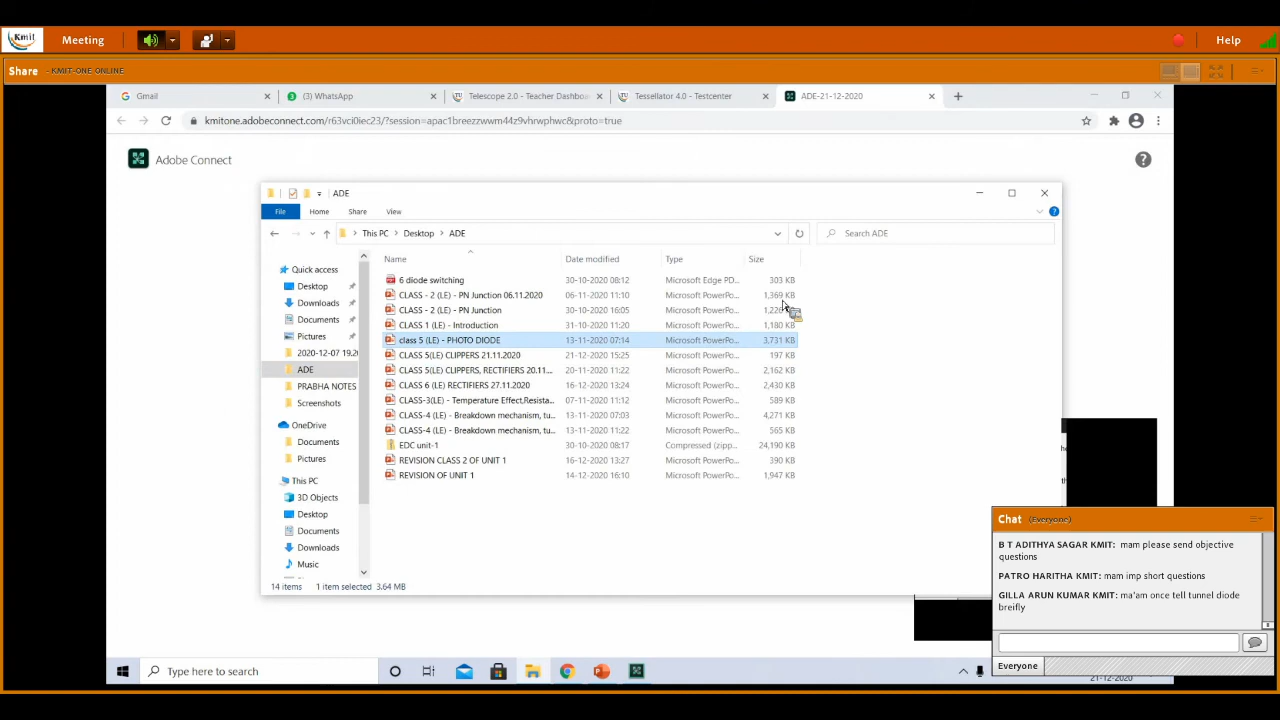 Kmit
Meeting
Help
Share - KMIT-ONE ONLINE
Gmail
(3) WhatsApp
Telescope 2.0 - Teacher Dashboa
Tessellator 4.0 - Testcenter
ADE-21-12-2020
kmitone.adobeconnect.com/r63vci0iec23/?session=apac1breezzwwm44z9vhrwphwc&proto=true
Adobe Connect
ADE
File Home Share View
This PC Desktop ADE
Search ADE
Name Date modified Type Size
6 diode switching 30-10-2020 08:12 Microsoft Edge PD... 303 KB
CLASS - 2 (LE) - PN Junction 06.11.2020 06-11-2020 11:10 Microsoft PowerPo... 1,369 KB
CLASS - 2 (LE) - PN Junction 30-10-2020 16:05 Microsoft PowerPo... KB
CLASS 1 (LE) - Introduction 31-10-2020 11:20 Microsoft PowerPo... 1,180 KB
class 5 (LE) - PHOTO DIODE 13-11-2020 07:14 Microsoft PowerPo... 3,731 KB
CLASS 5(LE) CLIPPERS 21.11.2020 21-12-2020 15:25 Microsoft PowerPo... 197 KB
CLASS 5(LE) CLIPPERS, RECTIFIERS 20.11... 20-11-2020 11:22 Microsoft PowerPo... 2,162 KB
CLASS 6 (LE) RECTIFIERS 27.11.2020 16-12-2020 13:24 Microsoft PowerPo... 2,430 KB
CLASS-3(LE) - Temperature Effect,Resista... 07-11-2020 11:12 Microsoft PowerPo... 589 KB
CLASS-4 (LE) - Breakdown mechanism, tu... 13-11-2020 07:03 Microsoft PowerPo... 4,271 KB
CLASS-4 (LE) - Breakdown mechanism, tu... 13-11-2020 11:22 Microsoft PowerPo... 565 KB
EDC unit-1 30-10-2020 08:17 Compressed (zipp... 24,190 KB
REVISION CLASS 2 OF UNIT 1 16-12-2020 13:27 Microsoft PowerPo... 390 KB
REVISION OF UNIT 1 14-12-2020 16:10 Microsoft PowerPo... 1,947 KB
Quick access
Desktop
Downloads
Documents
Pictures
2020-12-07 19.2
ADE
PRABHA NOTES
Screenshots
OneDrive
Documents
Pictures
This PC
3D Objects
Desktop
Documents
Downloads
Music
14 items 1 item selected 3.64 MB
Chat (Everyone)
B T ADITHYA SAGAR KMIT: mam please send objective
questions
PATRO HARITHA KMIT: mam imp short questions
GILLA ARUN KUMAR KMIT: ma'am once tell tunnel diode
breifly
Everyone
Type here to search
21-12-2020